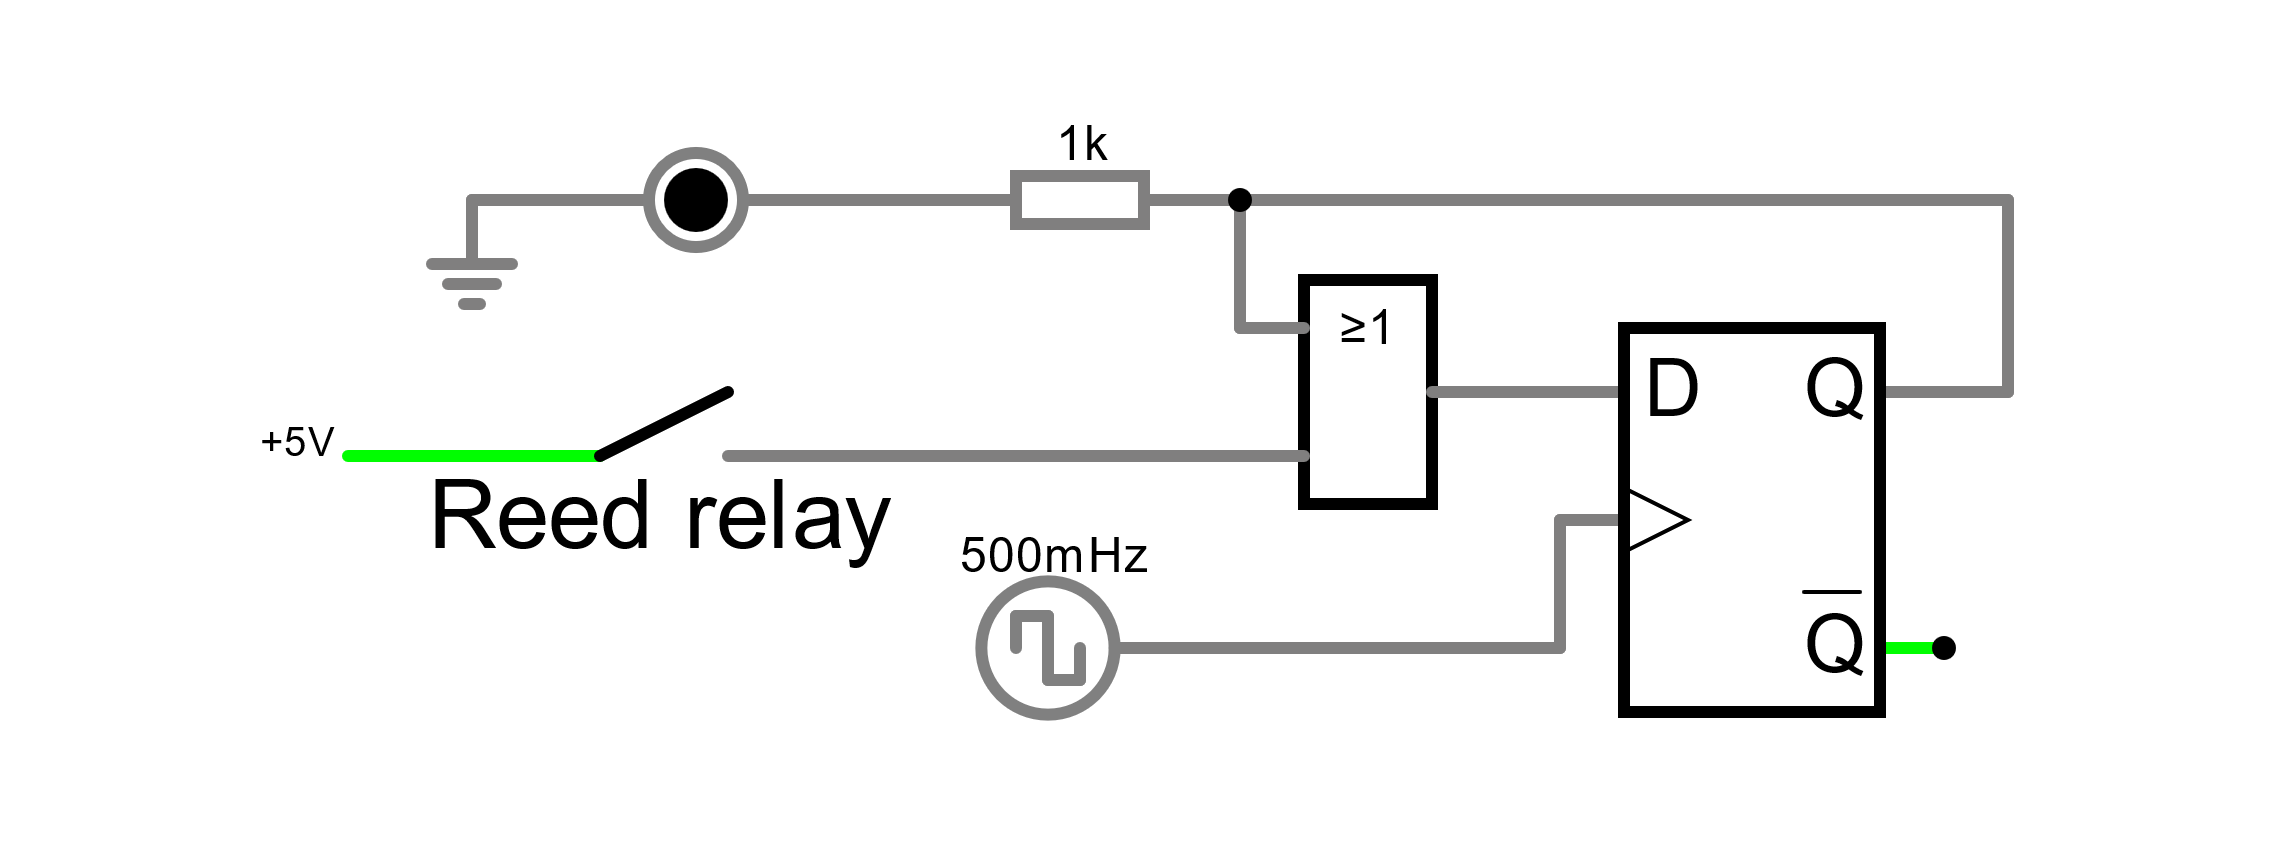 1k
≥1
D Q
+5V
Reed relay
500mHz
Q̅